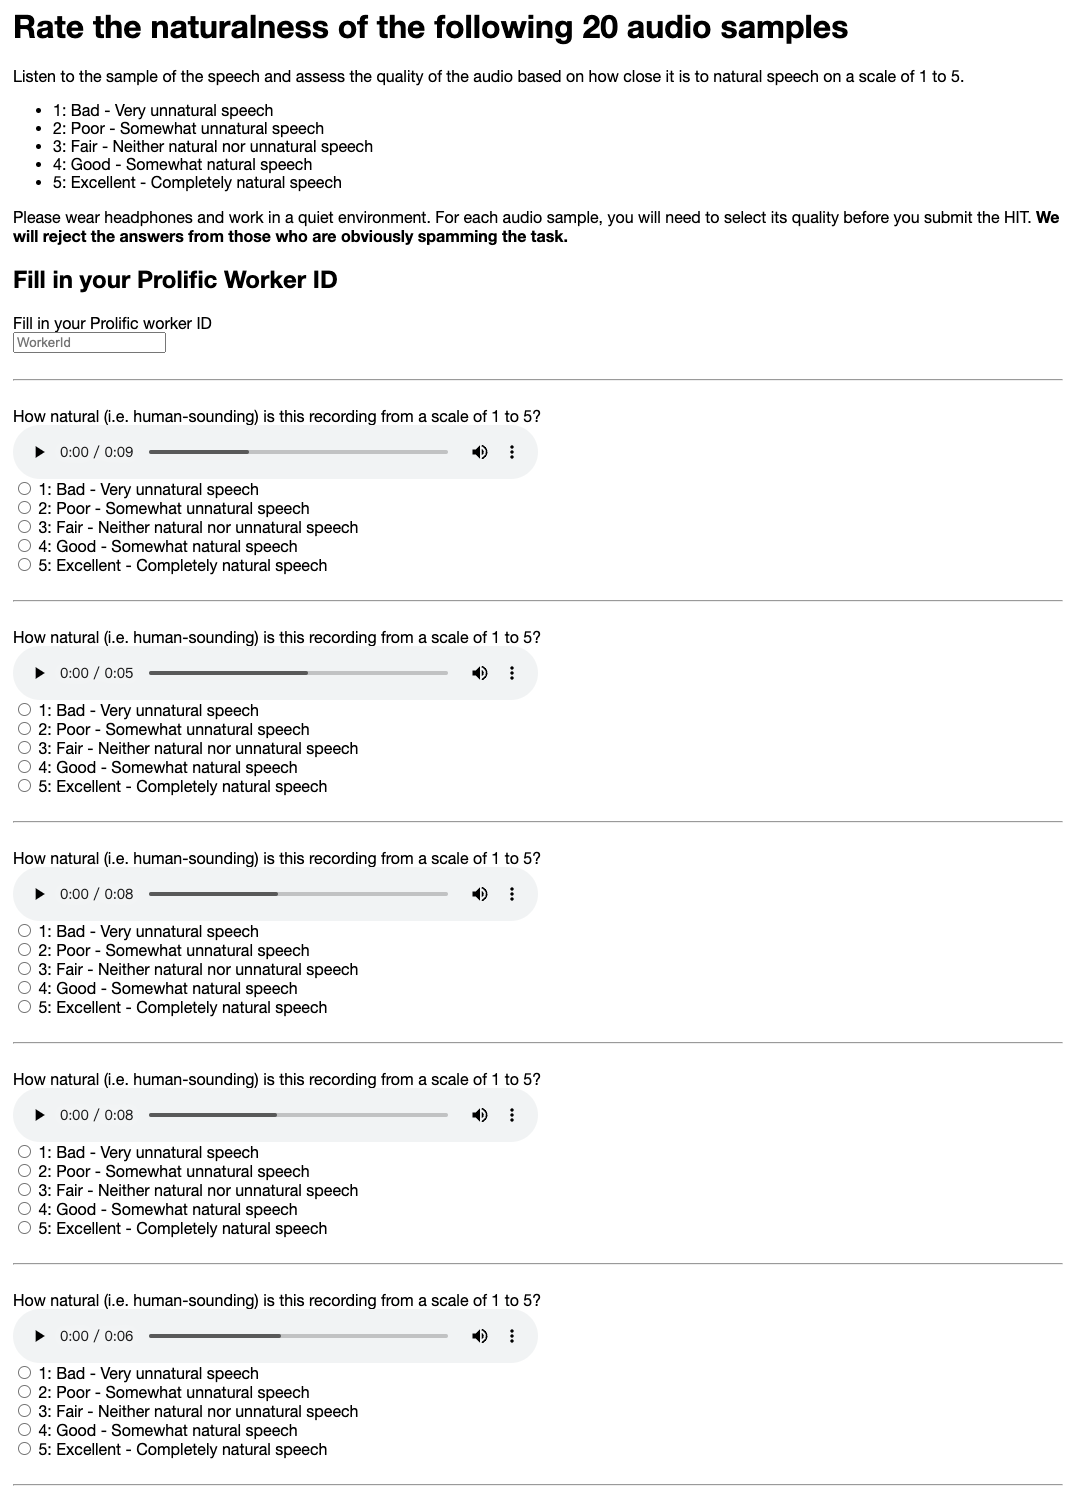 Rate the naturalness of the following 20 audio samples
Listen to the sample of the speech and assess the quality of the audio based on how close it is to natural speech on a scale of 1 to 5.
• 1: Bad - Very unnatural speech
• 2: Poor - Somewhat unnatural speech
• 3: Fair - Neither natural nor unnatural speech
• 4: Good - Somewhat natural speech
• 5: Excellent - Completely natural speech
Please wear headphones and work in a quiet environment. For each audio sample, you will need to select its quality before you submit the HIT. We
will reject the answers from those who are obviously spamming the task.
Fill in your Prolific Worker ID
Fill in your Prolific worker ID
WorkerId
How natural (i.e. human-sounding) is this recording from a scale of 1 to 5?
0:00 / 0:09
1: Bad - Very unnatural speech
2: Poor - Somewhat unnatural speech
3: Fair - Neither natural nor unnatural speech
4: Good - Somewhat natural speech
5: Excellent - Completely natural speech
How natural (i.e. human-sounding) is this recording from a scale of 1 to 5?
0:00 / 0:05
1: Bad - Very unnatural speech
2: Poor - Somewhat unnatural speech
3: Fair - Neither natural nor unnatural speech
4: Good - Somewhat natural speech
5: Excellent - Completely natural speech
How natural (i.e. human-sounding) is this recording from a scale of 1 to 5?
0:00 / 0:08
1: Bad - Very unnatural speech
2: Poor - Somewhat unnatural speech
3: Fair - Neither natural nor unnatural speech
4: Good - Somewhat natural speech
5: Excellent - Completely natural speech
How natural (i.e. human-sounding) is this recording from a scale of 1 to 5?
0:00 / 0:08
1: Bad - Very unnatural speech
2: Poor - Somewhat unnatural speech
3: Fair - Neither natural nor unnatural speech
4: Good - Somewhat natural speech
5: Excellent - Completely natural speech
How natural (i.e. human-sounding) is this recording from a scale of 1 to 5?
0:00 / 0:06
1: Bad - Very unnatural speech
2: Poor - Somewhat unnatural speech
3: Fair - Neither natural nor unnatural speech
4: Good - Somewhat natural speech
5: Excellent - Completely natural speech